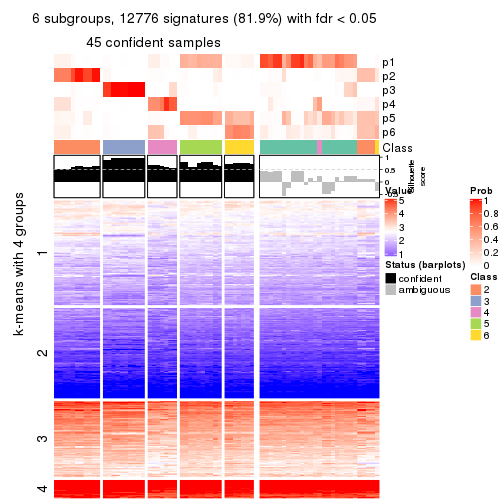 6 subgroups, 12776 signatures (81.9%) with fdr < 0.05
45 confident samples
p1
p2
p3
p4
p5
p6
Class
1
0.5
0
-0.5
Silhouette
score
k-means with 4 groups
1
2
3
4
Value
5
4
3
2
1
Status (barplots)
confident
ambiguous
Prob
1
0.8
0.6
0.4
0.2
0
Class
2
3
4
5
6